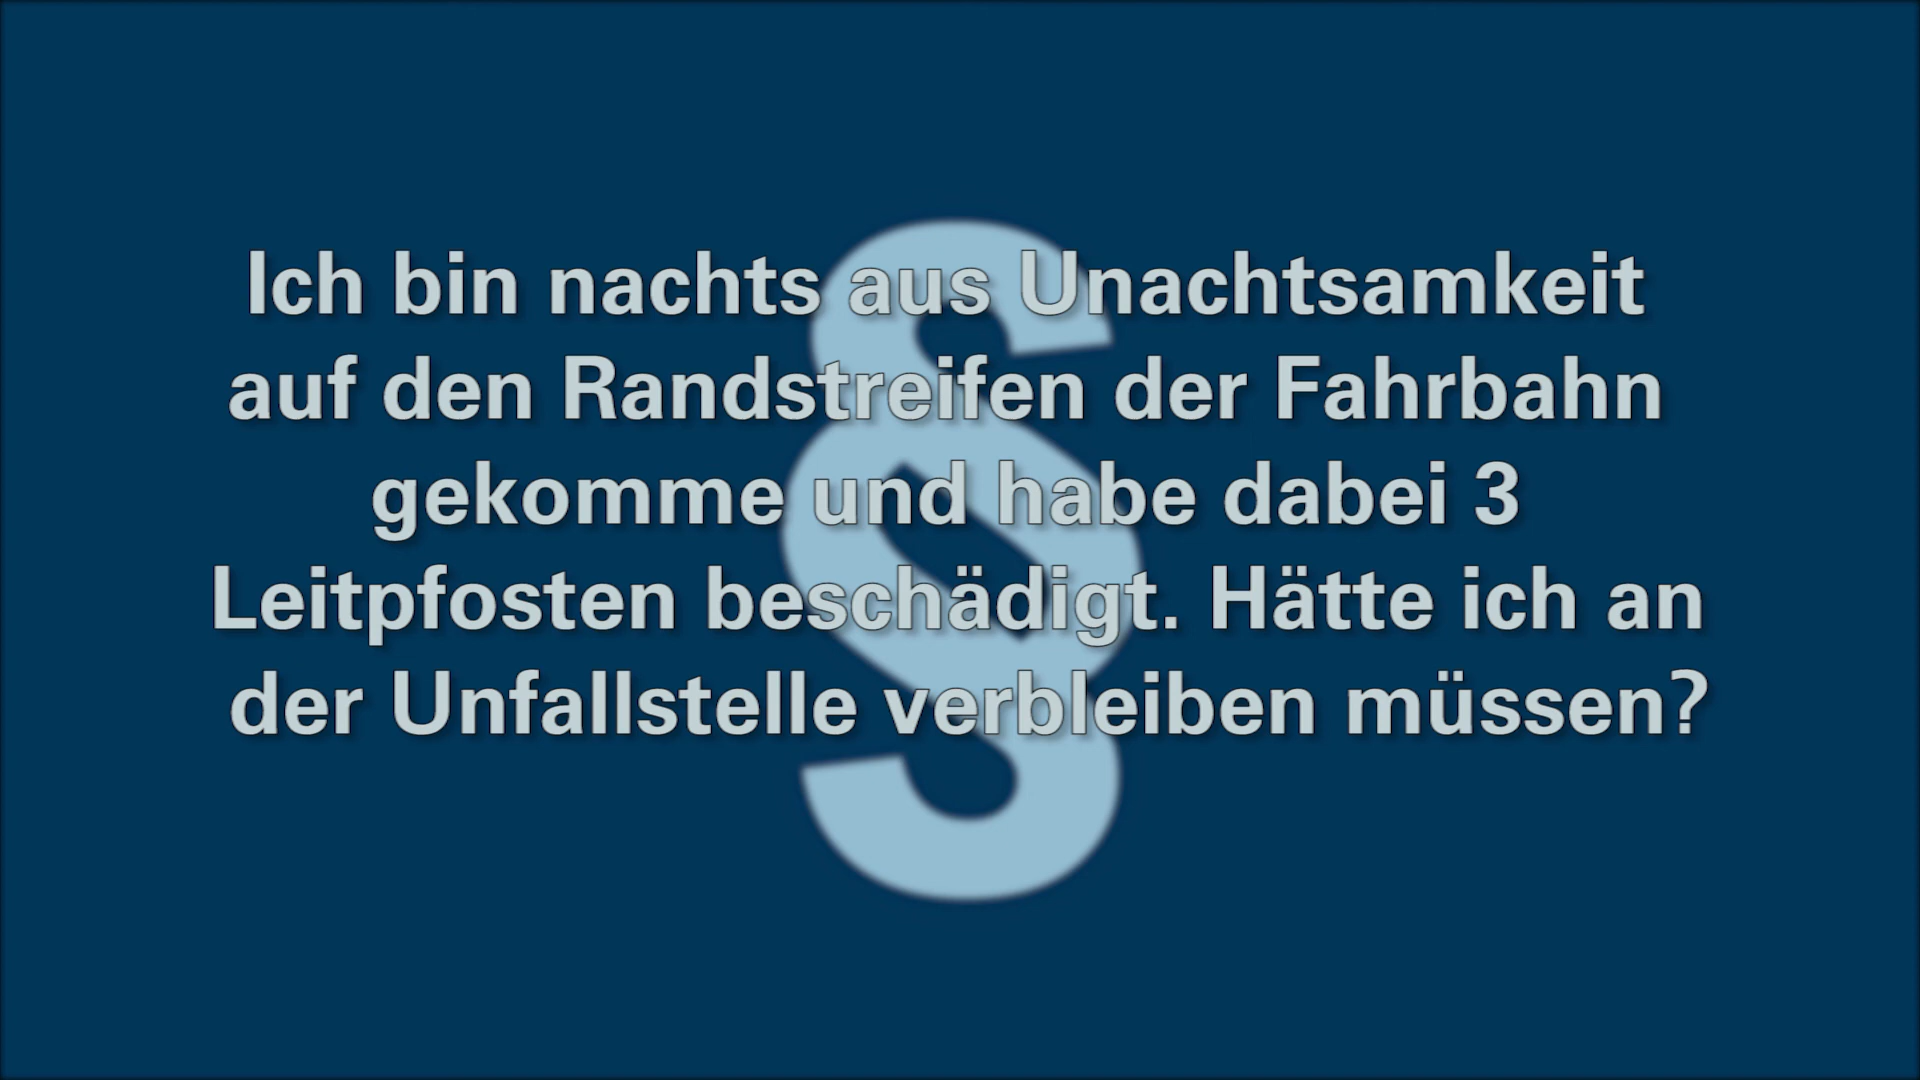 Ich bin nachts aus Unachtsamkeit
auf den Randstreifen der Fahrbahn
gekomme und habe dabei 3
Leitpfosten beschädigt. Hätte ich an
der Unfallstelle verbleiben müssen?
§